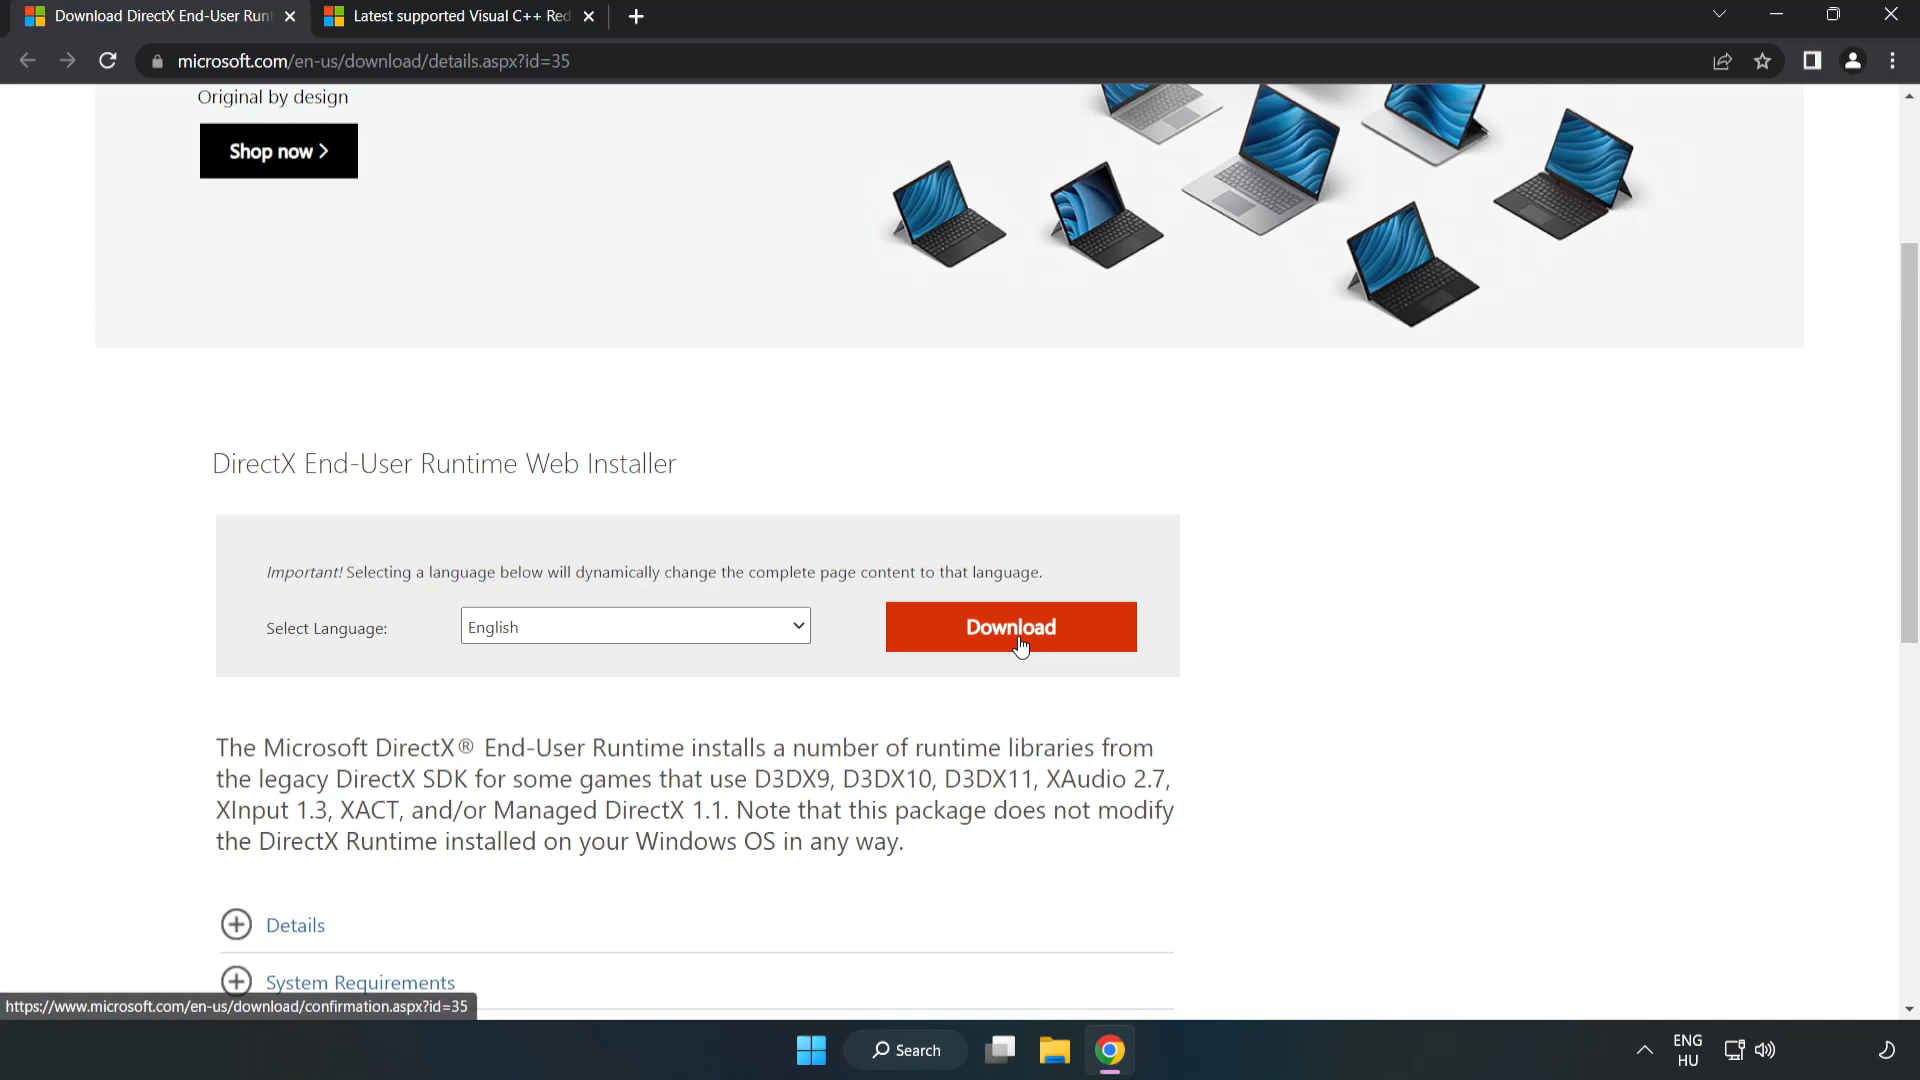 Download DirectX End-User Runt
Latest supported Visual C++ Red
microsoft.com/en-us/download/details.aspx?id=35
Original by design
Shop now >
DirectX End-User Runtime Web Installer
Important! Selecting a language below will dynamically change the complete page content to that language.
Select Language:
English
Download
The Microsoft DirectX® End-User Runtime installs a number of runtime libraries from
the legacy DirectX SDK for some games that use D3DX9, D3DX10, D3DX11, XAudio 2.7,
XInput 1.3, XACT, and/or Managed DirectX 1.1. Note that this package does not modify
the DirectX Runtime installed on your Windows OS in any way.
Details
System Requirements
https://www.microsoft.com/en-us/download/confirmation.aspx?id=35
Search
ENG
HU